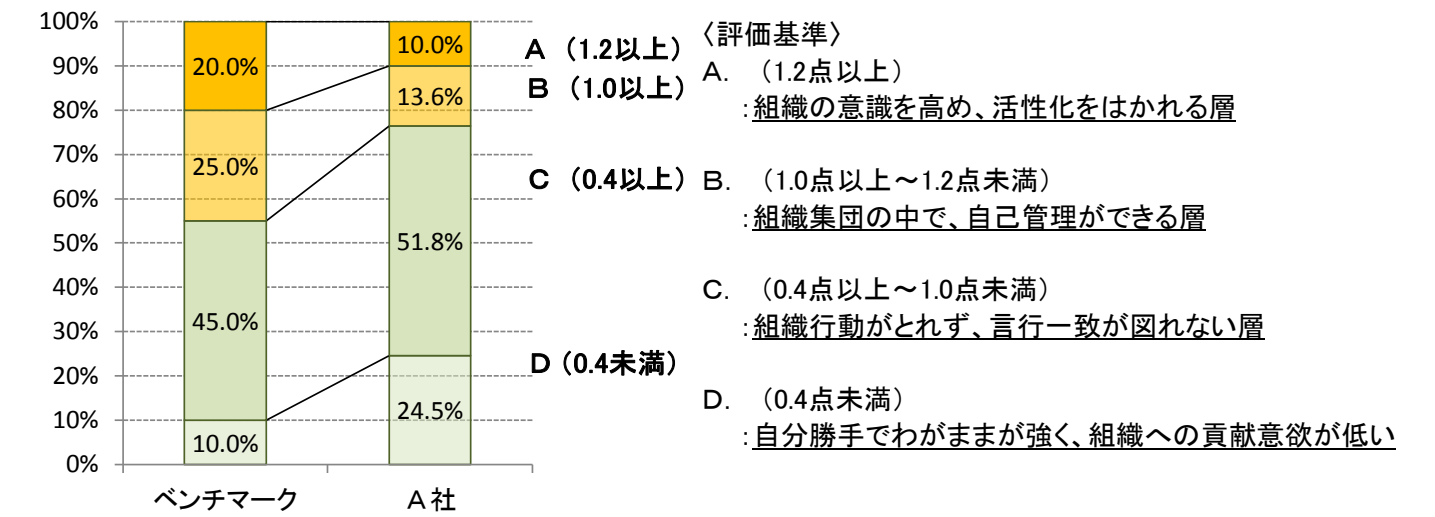 100%
90%
80%
70%
60%
50%
40%
30%
20%
10%
0%
20.0%
25.0%
45.0%
10.0%
10.0%
13.6%
51.8%
24.5%
ベンチマーク
A社
A (1.2以上)
B (1.0以上)
C (0.4以上)
D (0.4未満)
〈評価基準〉
A. (1.2点以上)
:組織の意識を高め、活性化をはかれる層
B. (1.0点以上～1.2点未満)
:組織集団の中で、自己管理ができる層
C. (0.4点以上～1.0点未満)
:組織行動がとれず、言行一致が図れない層
D. (0.4点未満)
:自分勝手でわがままが強く、組織への貢献意欲が低い